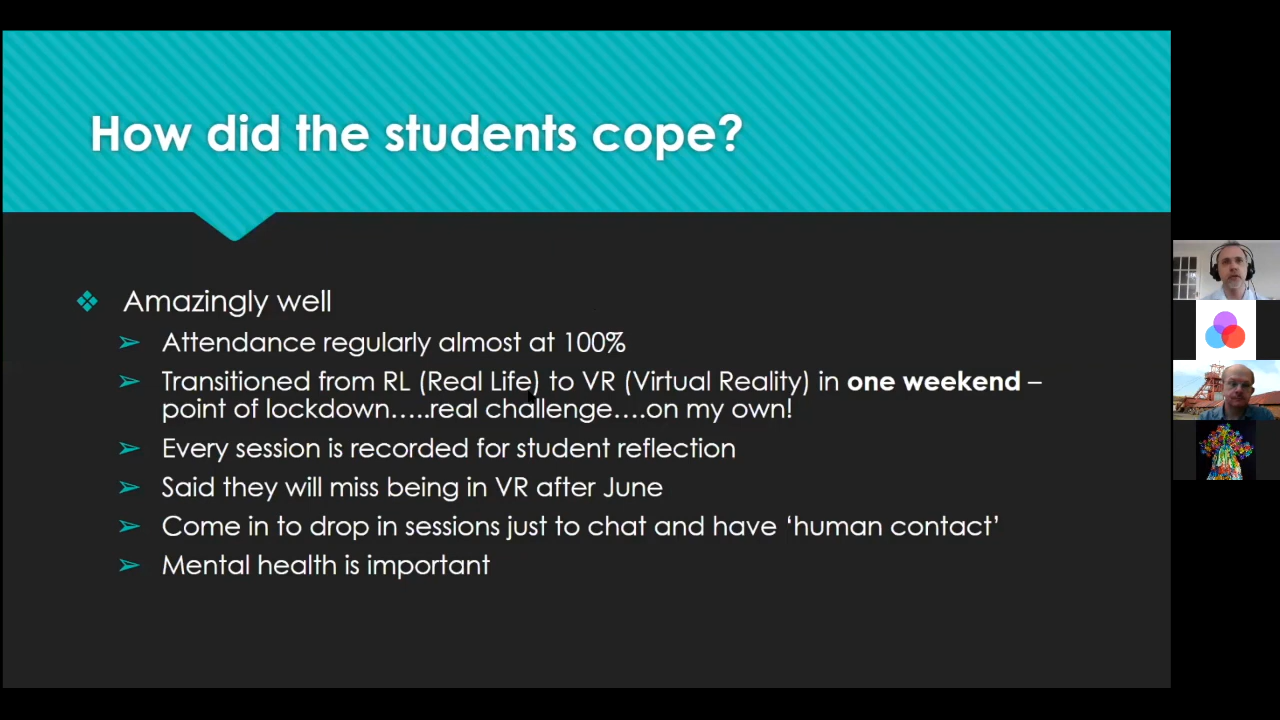 How did the students cope?
Amazingly well
Attendance regularly almost at 100%
Transitioned from RL (Real Life) to VR (Virtual Reality) in one weekend –
point of lockdown…..real challenge….on my own!
Every session is recorded for student reflection
Said they will miss being in VR after June
Come in to drop in sessions just to chat and have ‘human contact’
Mental health is important